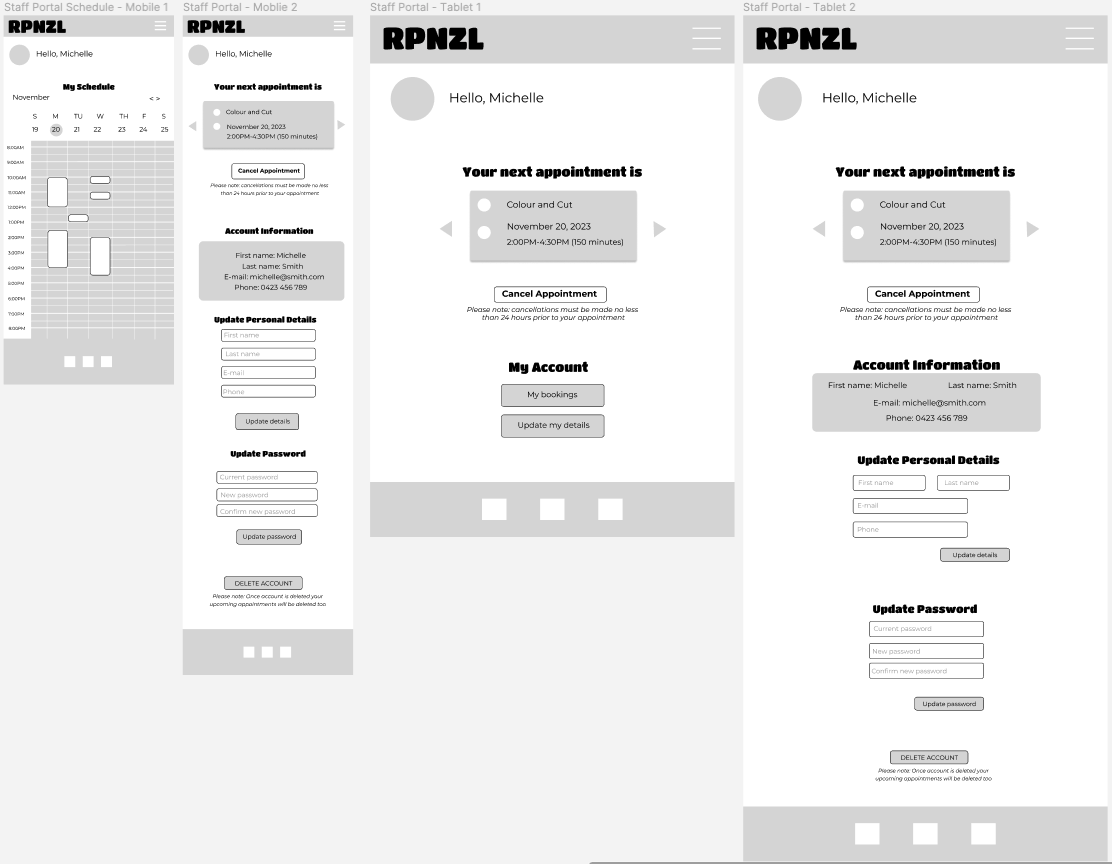 Staff Portal Schedule - Mobile 1
RPNZL
Hello, Michelle
My Schedule
November
< >
S M TU W TH F S
19 20 21 22 23 24 25
8:00AM
9:00AM
10:00AM
11:00AM
12:00PM
1:00PM
2:00PM
3:00PM
4:00PM
5:00PM
6:00PM
7:00PM
8:00PM
Staff Portal - Moblie 2
RPNZL
Hello, Michelle
Your next appointment is
Colour and Cut
November 20, 2023
2:00PM-4:30PM (150 minutes)
Cancel Appointment
Please note: cancellations must be made no less
than 24 hours prior to your appointment
Account Information
First name: Michelle
Last name: Smith
E-mail: michelle@smith.com
Phone: 0423 456 789
Update Personal Details
First name
Last name
E-mail
Phone
Update details
Update Password
Current password
New password
Confirm new password
Update password
DELETE ACCOUNT
Please note: Once account is deleted your
upcoming appointments will be deleted too
Staff Portal - Tablet 1
RPNZL
Hello, Michelle
Your next appointment is
Colour and Cut
November 20, 2023
2:00PM-4:30PM (150 minutes)
Cancel Appointment
Please note: cancellations must be made no less
than 24 hours prior to your appointment
My Account
My bookings
Update my details
Staff Portal - Tablet 2
RPNZL
Hello, Michelle
Your next appointment is
Colour and Cut
November 20, 2023
2:00PM-4:30PM (150 minutes)
Cancel Appointment
Please note: cancellations must be made no less
than 24 hours prior to your appointment
Account Information
First name: Michelle Last name: Smith
E-mail: michelle@smith.com
Phone: 0423 456 789
Update Personal Details
First name Last name
E-mail
Phone
Update details
Update Password
Current password
New password
Confirm new password
Update password
DELETE ACCOUNT
Please note: Once account is deleted your
upcoming appointments will be deleted too